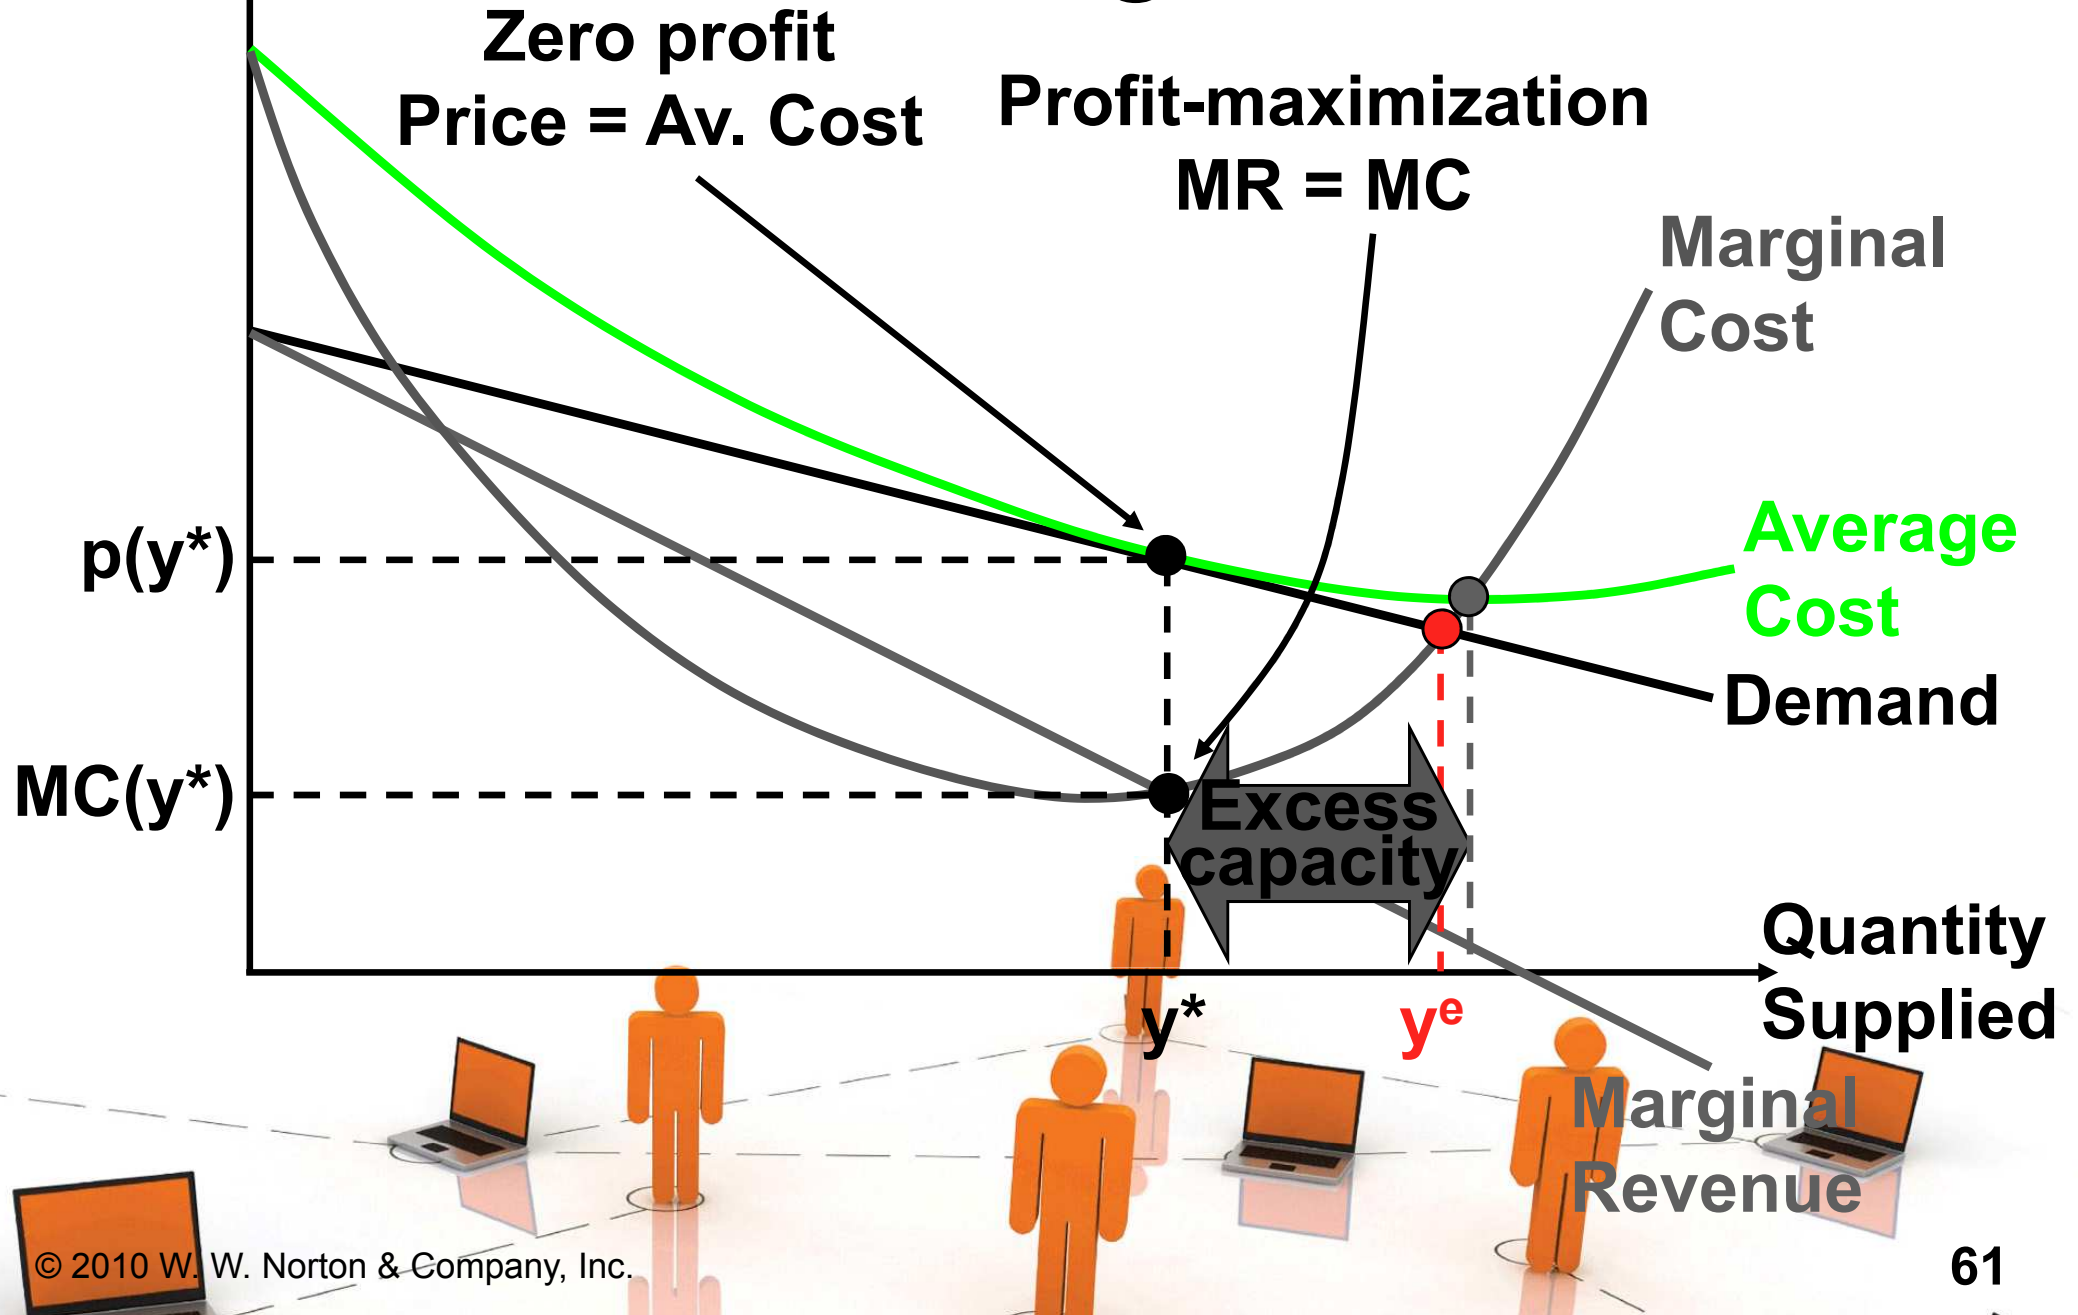 Zero profit
Price = Av. Cost
Profit-maximization
MR = MC
Marginal
Cost
p(y*)
Average
Cost
Demand
MC(y*)
Excess
capacity
Quantity
Supplied
y*
yᵉ
Marginal
Revenue
© 2010 W. W. Norton & Company, Inc.
61